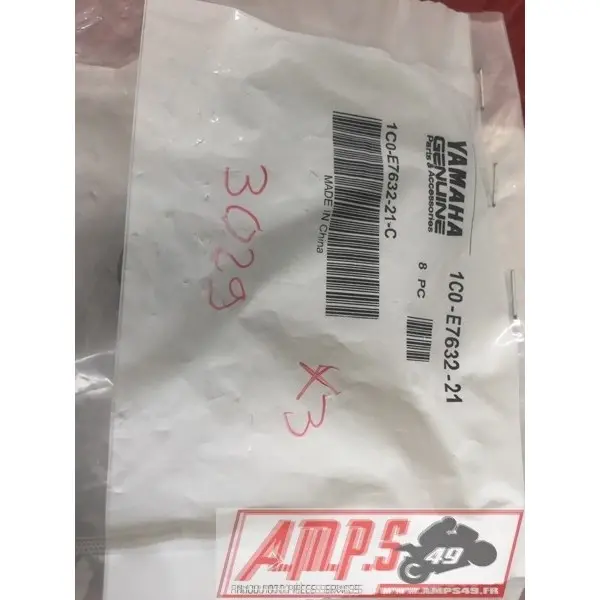 YAMAHA
GENUINE
Parts & Accessories
1C0-E7632-21
8 PC
1C0-E7632-21-C
MADE IN China
3029
x3
A.M.P.S 49
WWW.AMPS49.FR